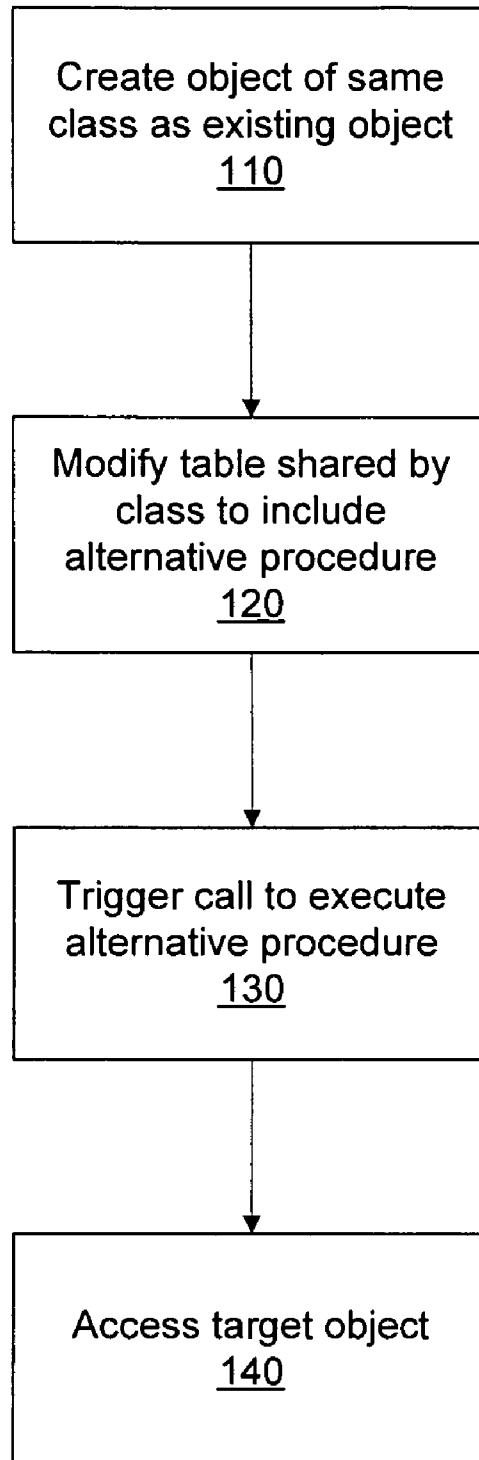 Create object of same
class as existing object
110
Modify table shared by
class to include
alternative procedure
120
Trigger call to execute
alternative procedure
130
Access target object
140